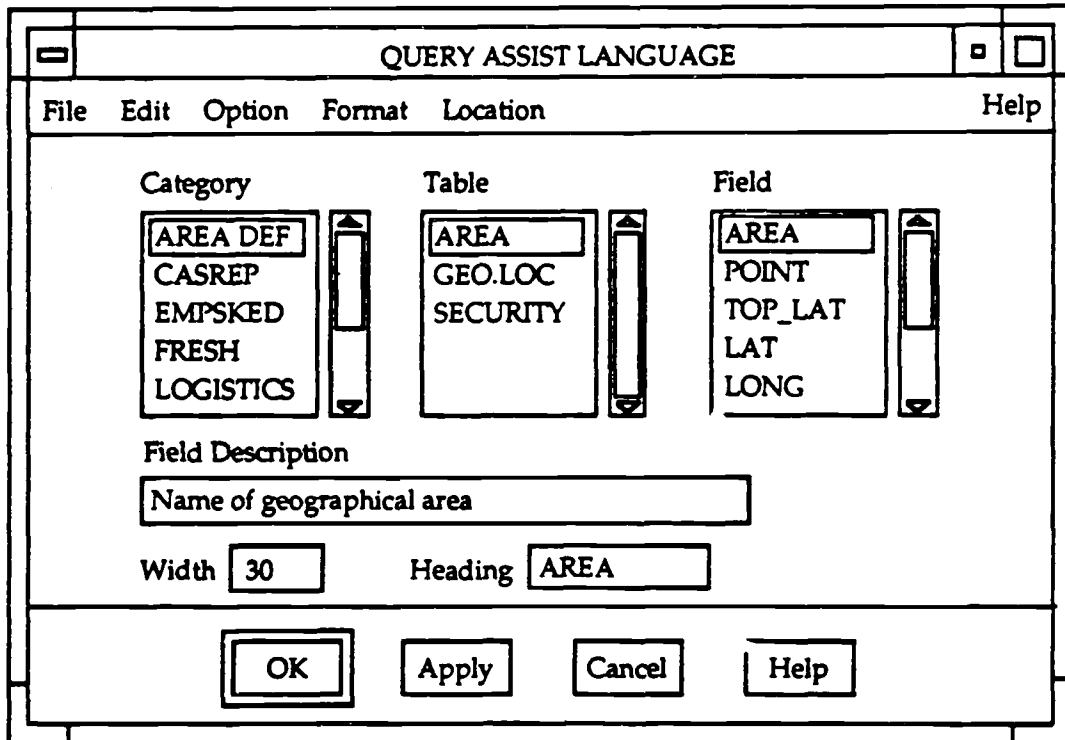 QUERY ASSIST LANGUAGE
File Edit Option Format Location Help
Category Table Field
AREA DEF AREA AREA
CASREP GEO.LOC POINT
EMPSKED SECURITY TOP_LAT
FRESH LAT
LOGISTICS LONG
Field Description
Name of geographical area
Width 30 Heading AREA
OK Apply Cancel Help